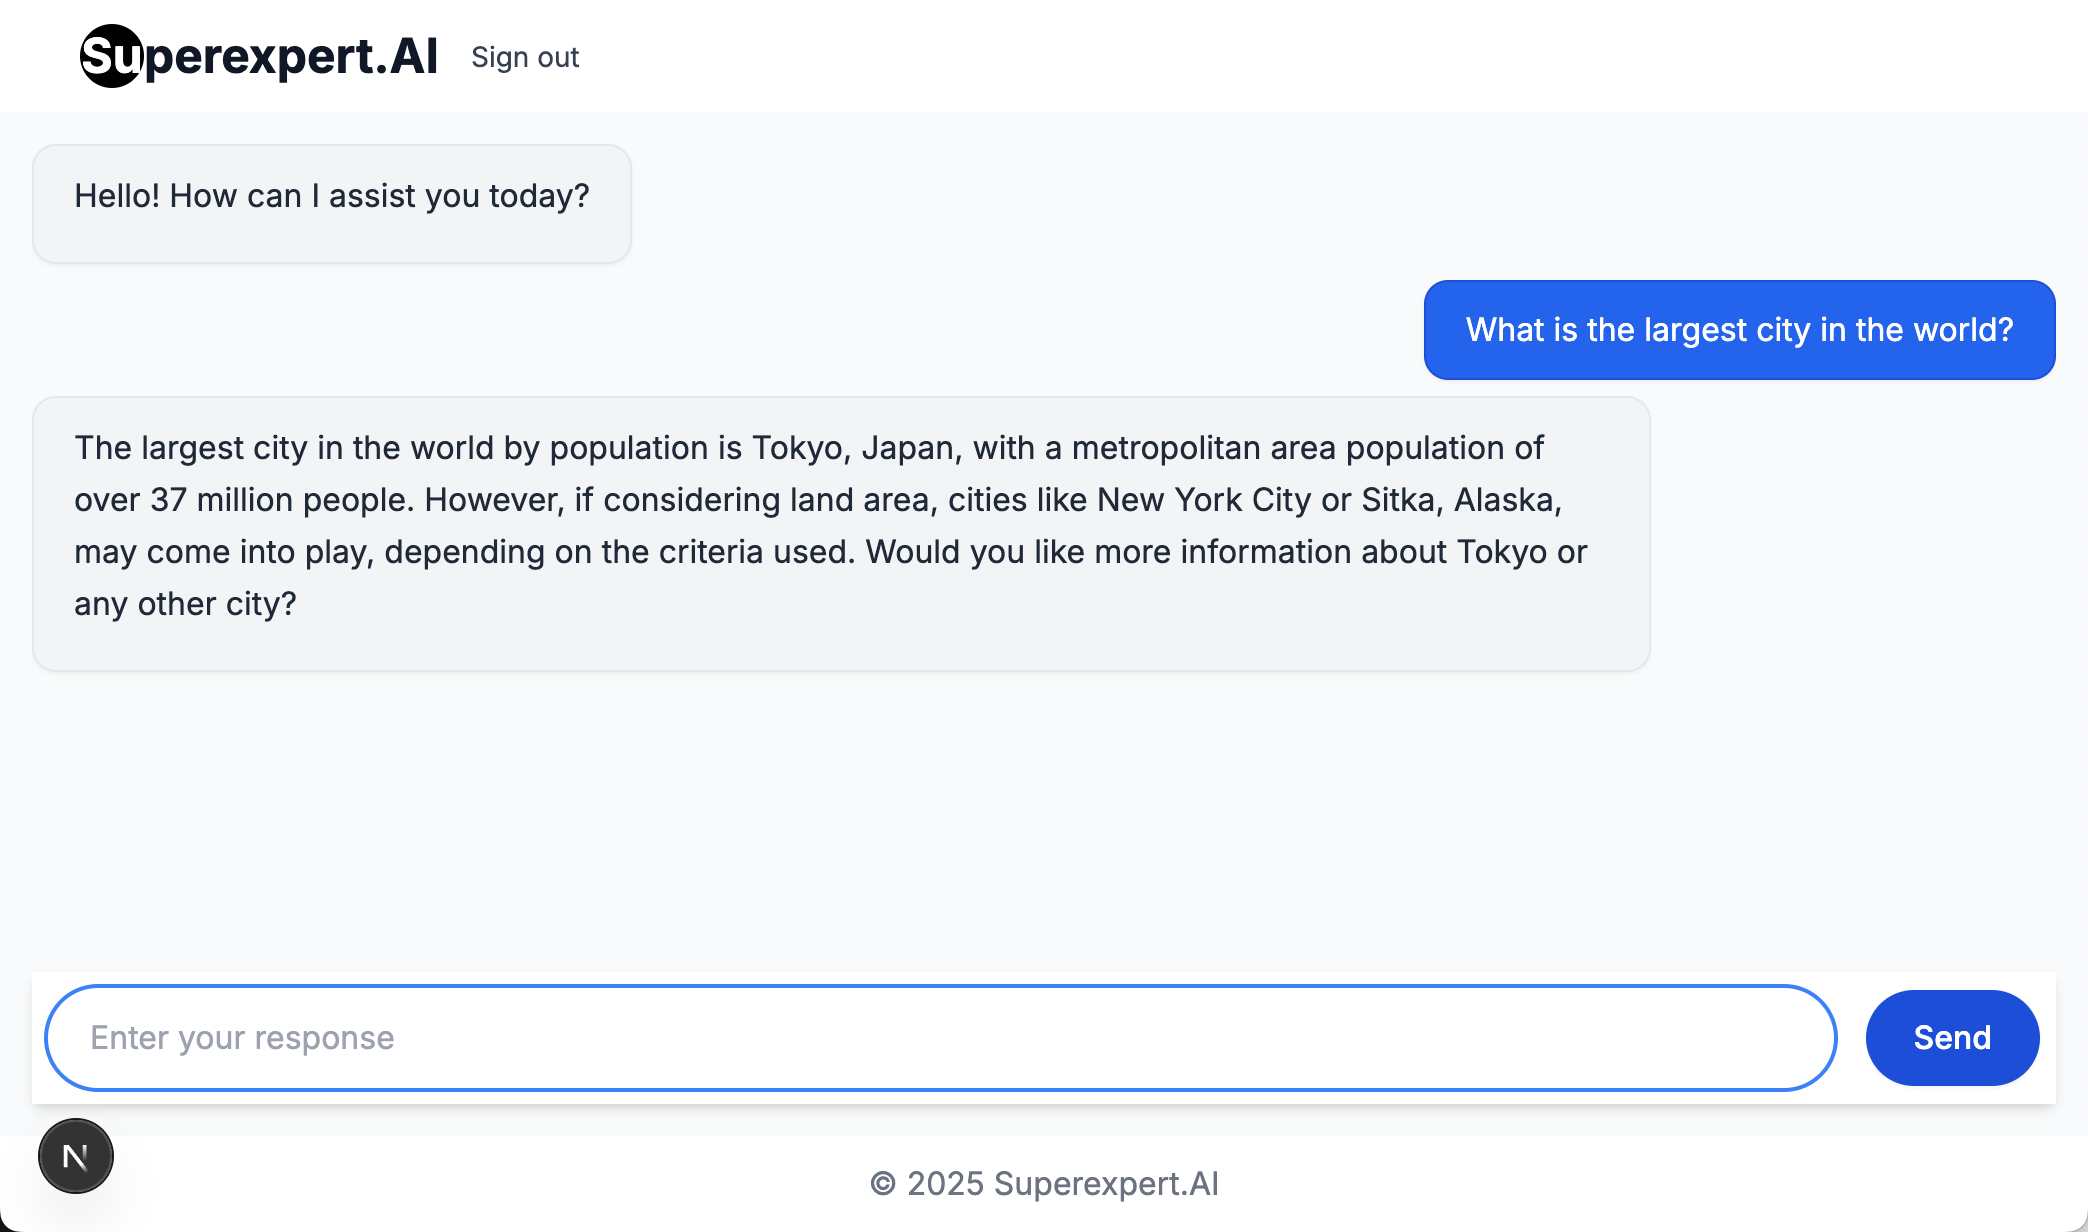 Superexpert.AI Sign out
Hello! How can I assist you today?
What is the largest city in the world?
The largest city in the world by population is Tokyo, Japan, with a metropolitan area population of
over 37 million people. However, if considering land area, cities like New York City or Sitka, Alaska,
may come into play, depending on the criteria used. Would you like more information about Tokyo or
any other city?
Enter your response
Send
N
© 2025 Superexpert.AI